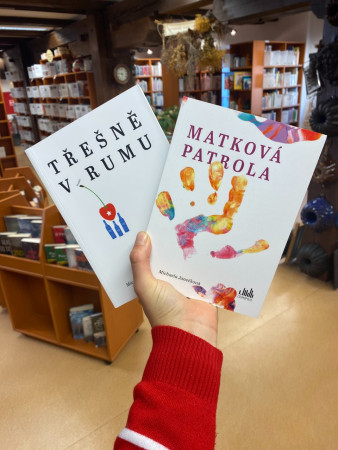 TŘEŠNĚ
V RUMU
MATKOVÁ
PATROLA
Michaela Janečková